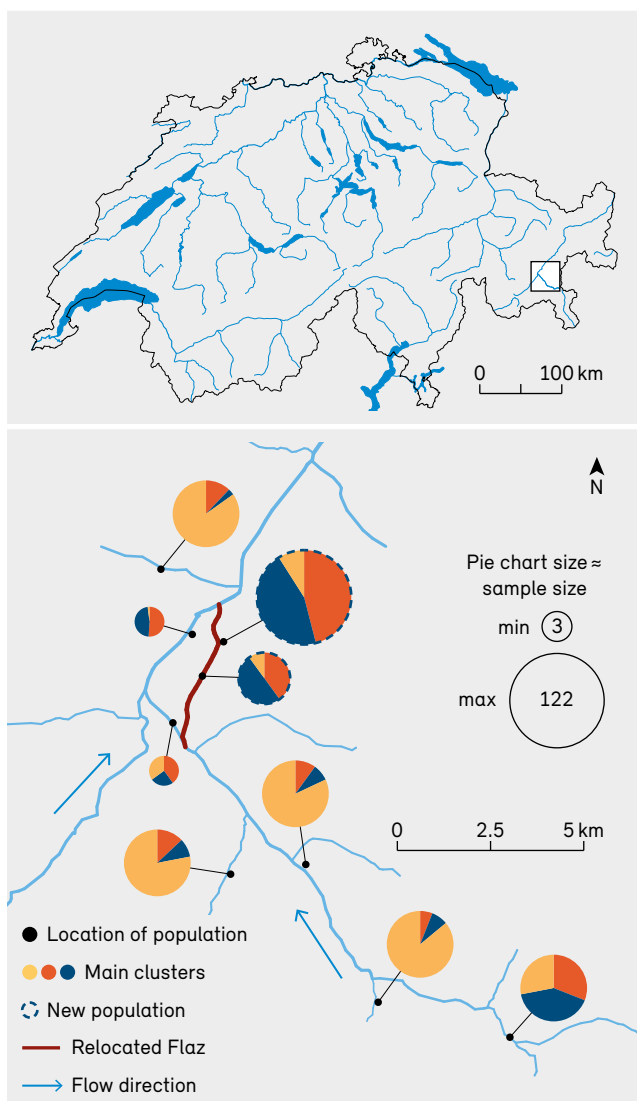 0 100 km
N
Pie chart size ≈
sample size
min 3
max 122
0 2.5 5 km
Location of population
Main clusters
New population
Relocated Flaz
Flow direction